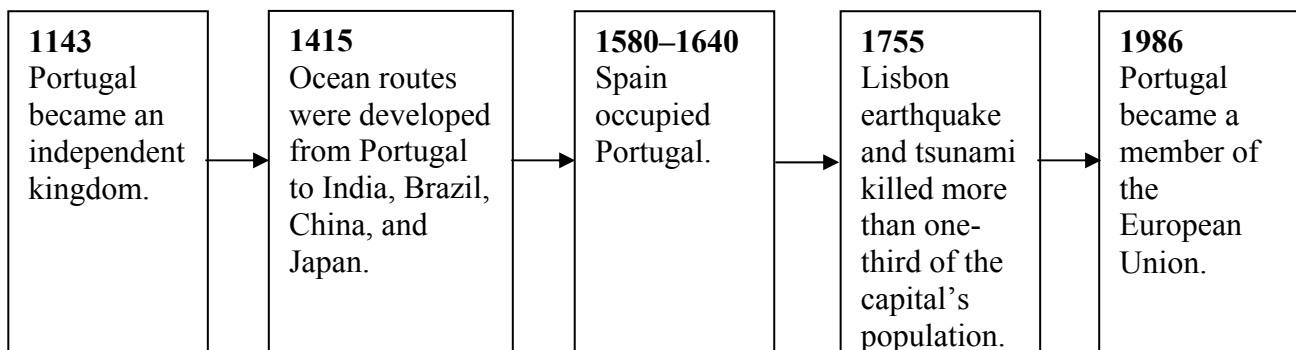 1143
Portugal
became an
independent
kingdom.
1415
Ocean routes
were developed
from Portugal
to India, Brazil,
China, and
Japan.
1580–1640
Spain
occupied
Portugal.
1755
Lisbon
earthquake
and tsunami
killed more
than one-
third of the
capital’s
population.
1986
Portugal
became a
member of
the
European
Union.